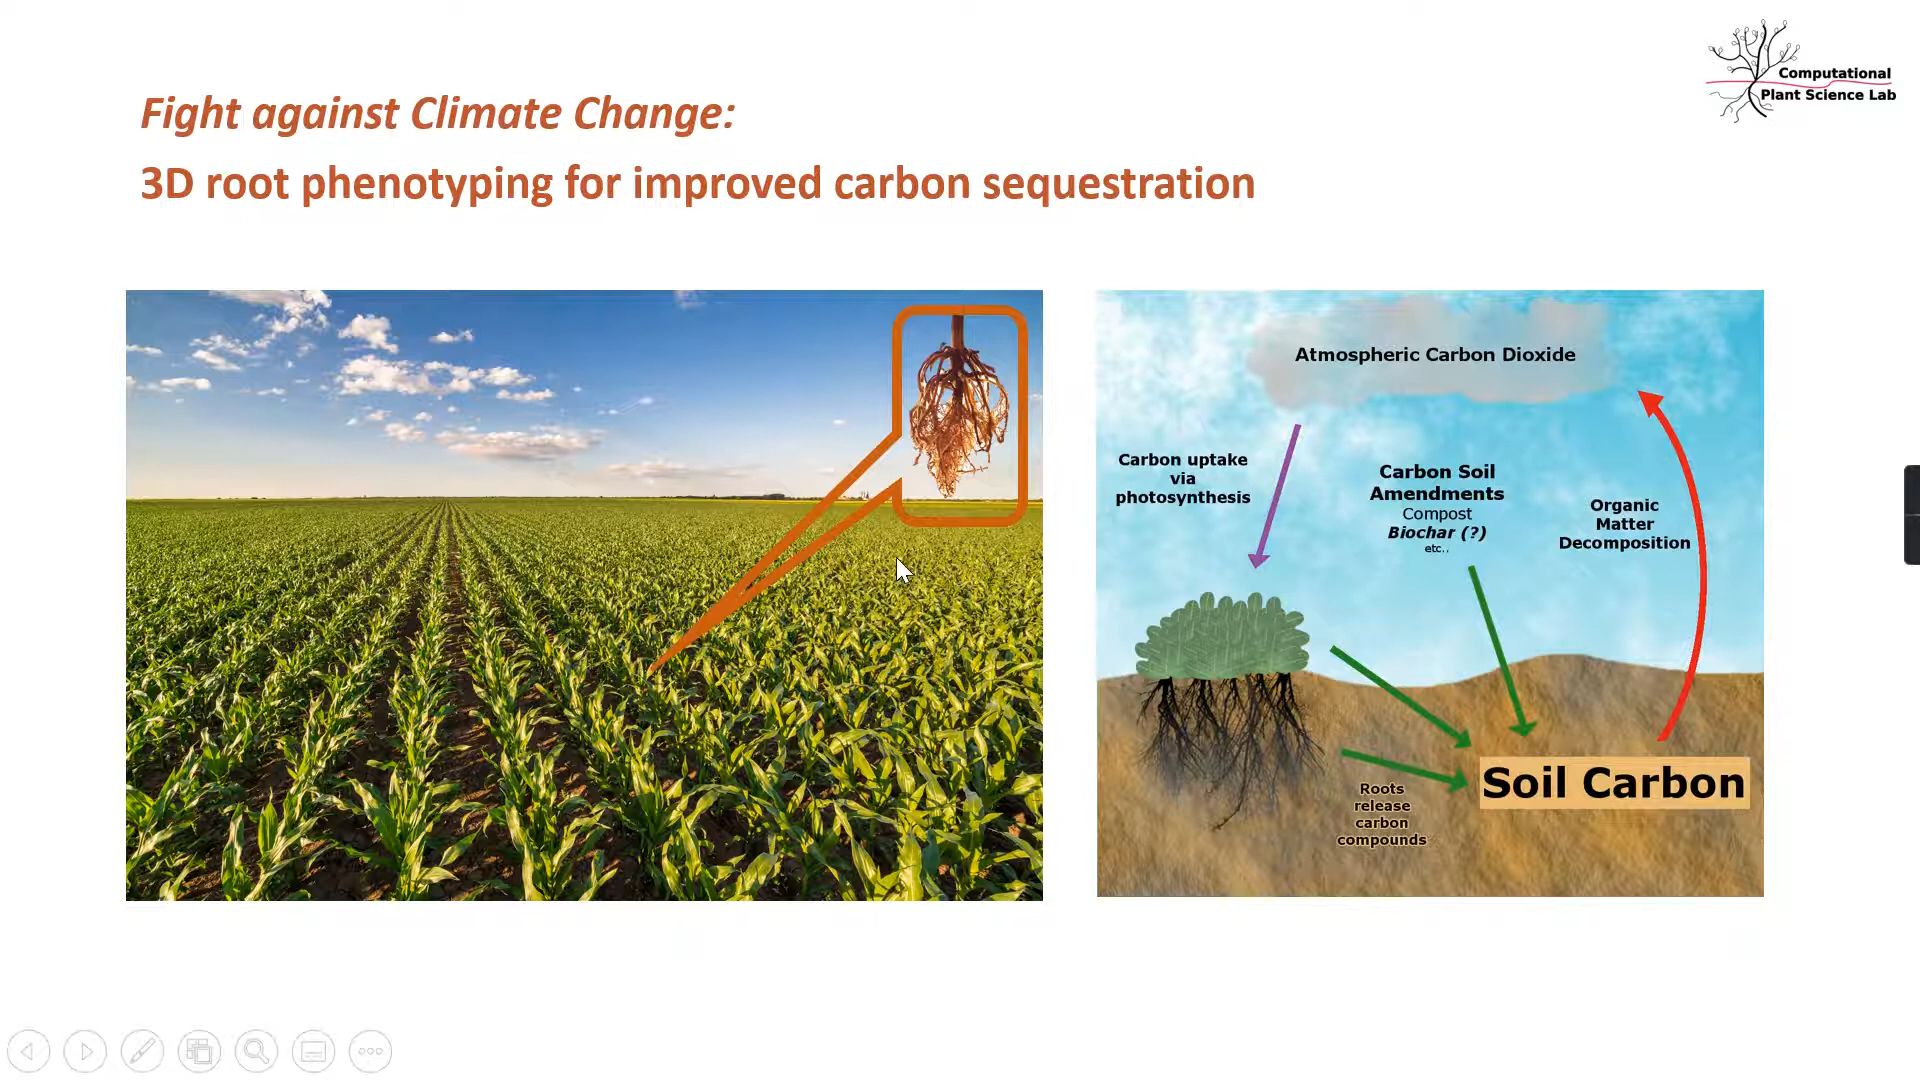 Computational
Plant Science Lab
Fight against Climate Change:
3D root phenotyping for improved carbon sequestration
Atmospheric Carbon Dioxide
Carbon uptake
via
photosynthesis
Carbon Soil
Amendments
Compost
Biochar (?)
etc..
Organic
Matter
Decomposition
Soil Carbon
Roots
release
carbon
compounds